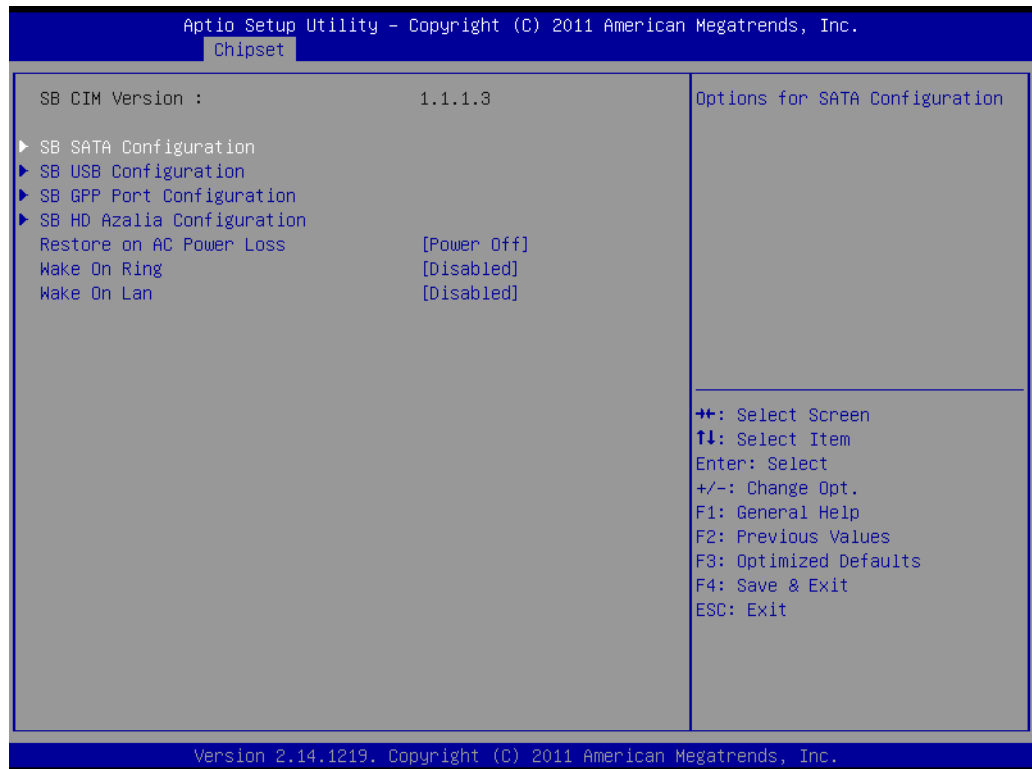 Aptio Setup Utility – Copyright (C) 2011 American Megatrends, Inc.
Chipset
SB CIM Version : 1.1.1.3
SB SATA Configuration
SB USB Configuration
SB GPP Port Configuration
SB HD Azalia Configuration
Restore on AC Power Loss [Power Off]
Wake On Ring [Disabled]
Wake On Lan [Disabled]
Options for SATA Configuration
→←: Select Screen
↑↓: Select Item
Enter: Select
+/-: Change Opt.
F1: General Help
F2: Previous Values
F3: Optimized Defaults
F4: Save & Exit
ESC: Exit
Version 2.14.1219. Copyright (C) 2011 American Megatrends, Inc.